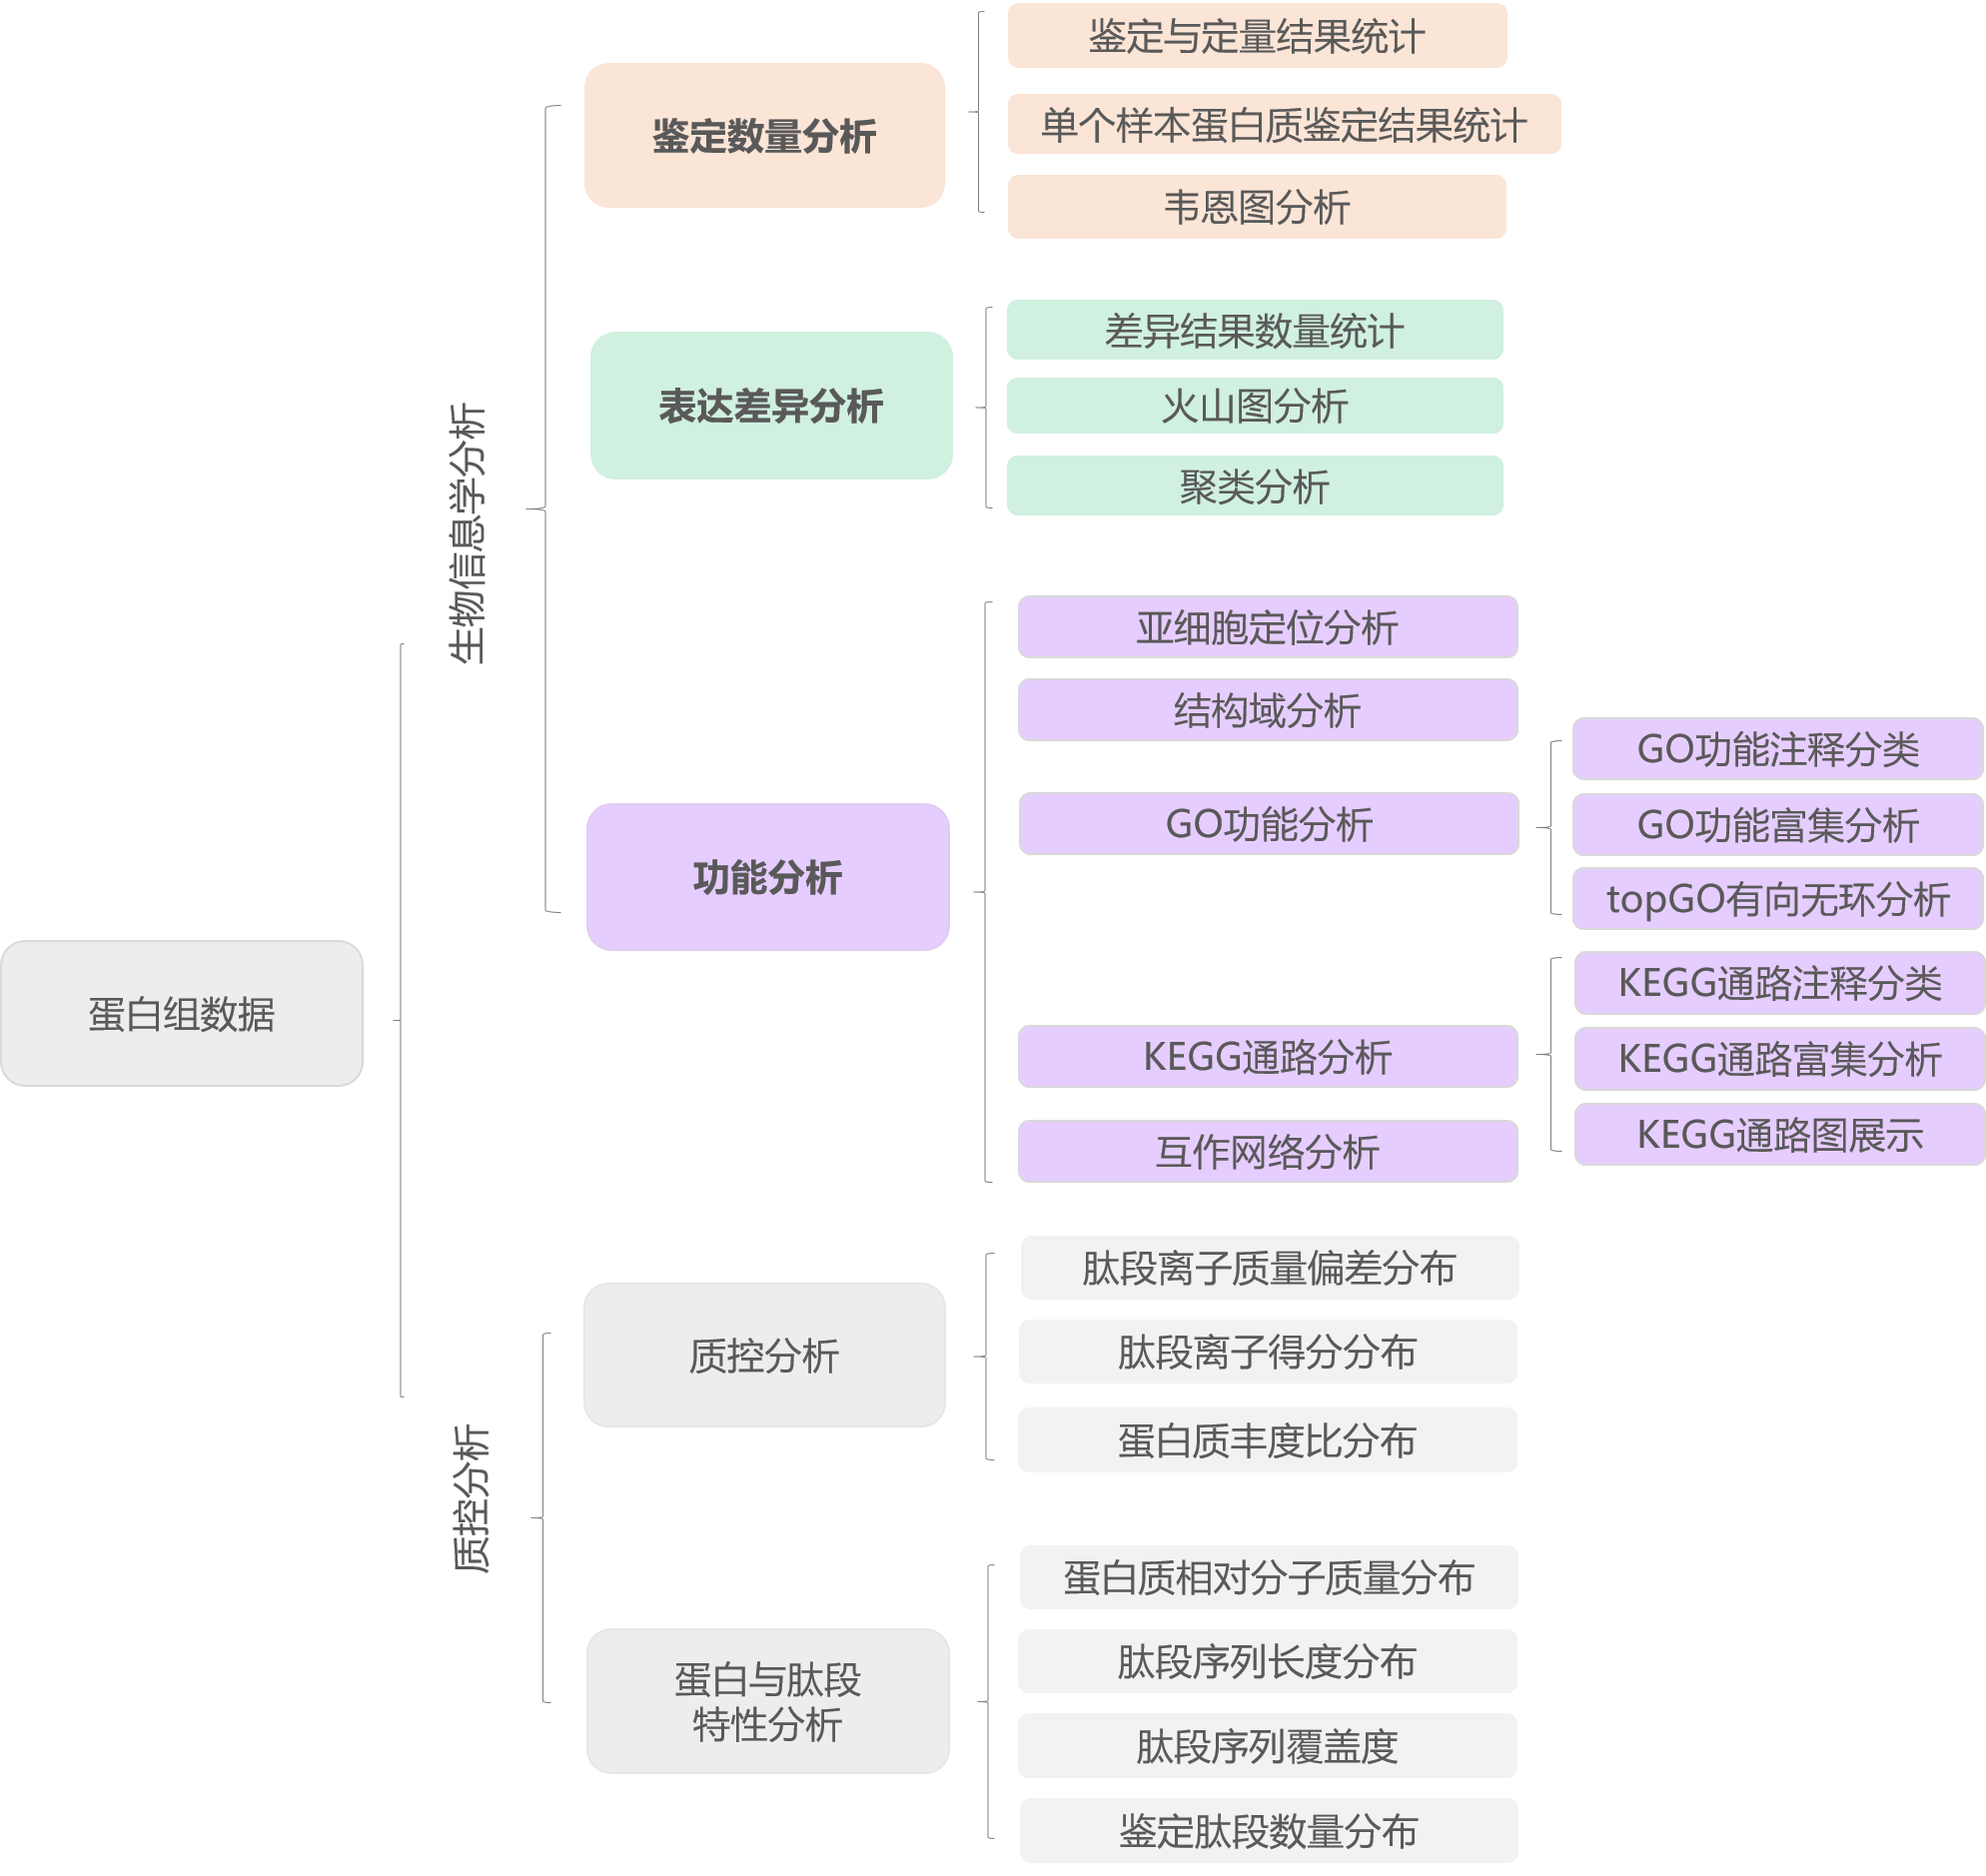 蛋白组数据
生物信息学分析
鉴定数量分析
鉴定与定量结果统计
单个样本蛋白质鉴定结果统计
韦恩图分析
表达差异分析
差异结果数量统计
火山图分析
聚类分析
功能分析
亚细胞定位分析
结构域分析
GO功能分析
GO功能注释分类
GO功能富集分析
topGO有向无环分析
KEGG通路分析
KEGG通路注释分类
KEGG通路富集分析
KEGG通路图展示
互作网络分析
质控分析
质控分析
肽段离子质量偏差分布
肽段离子得分分布
蛋白质丰度比分布
蛋白与肽段
特性分析
蛋白质相对分子质量分布
肽段序列长度分布
肽段序列覆盖度
鉴定肽段数量分布